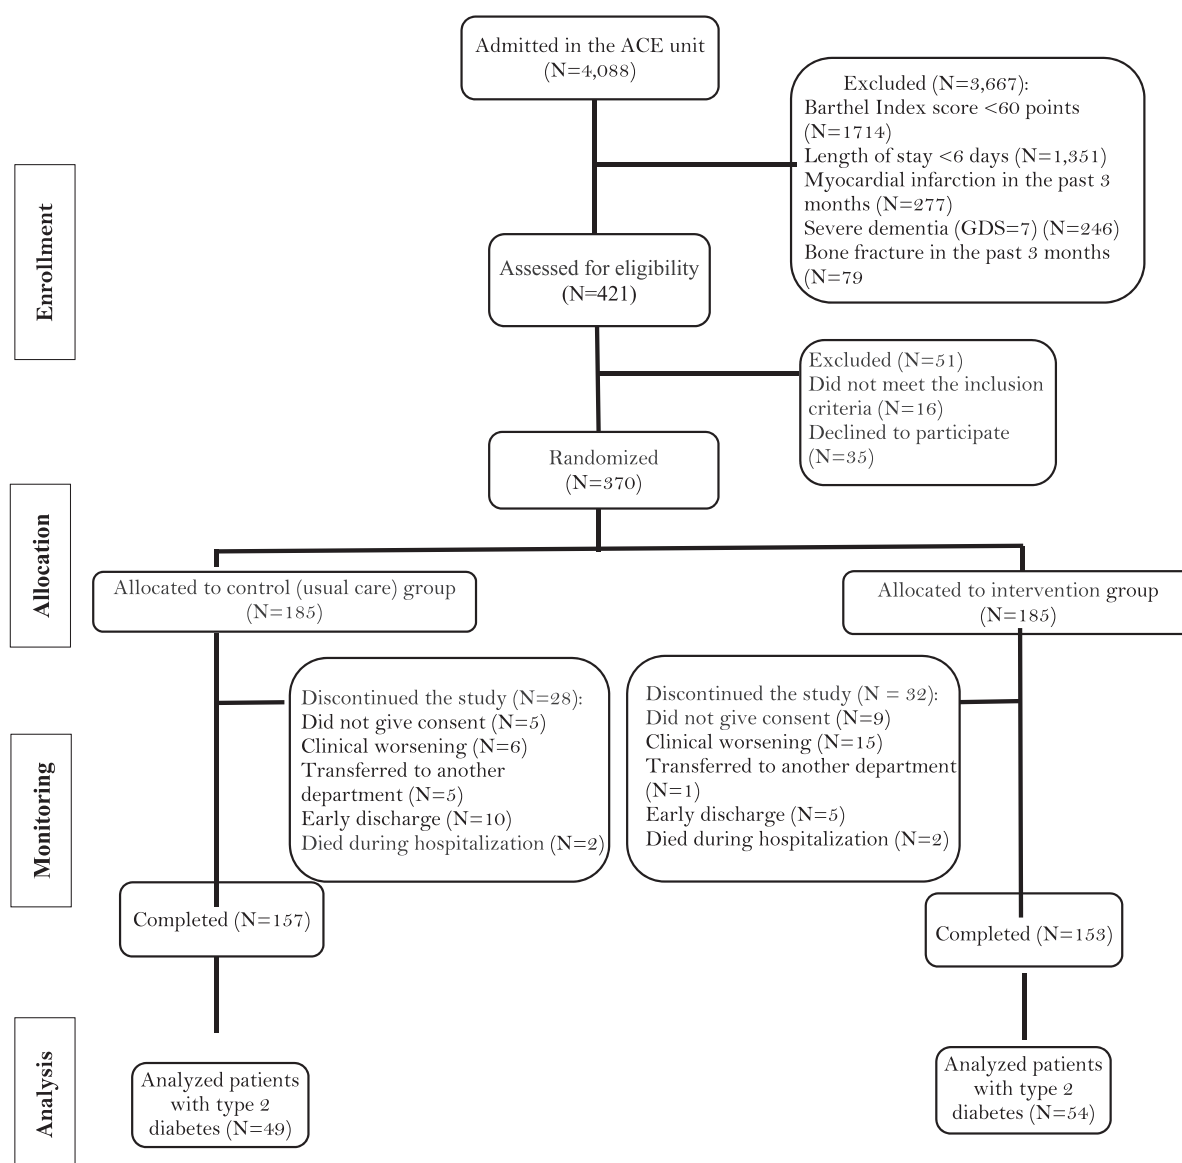 Admitted in the ACE unit
(N=4,088)
Excluded (N=3,667):
Barthel Index score <60 points
(N=1714)
Length of stay <6 days (N=1,351)
Myocardial infarction in the past 3
months (N=277)
Severe dementia (GDS=7) (N=246)
Bone fracture in the past 3 months
(N=79
Enrollment
Assessed for eligibility
(N=421)
Excluded (N=51)
Did not meet the inclusion
criteria (N=16)
Declined to participate
(N=35)
Randomized
(N=370)
Allocation
Allocated to control (usual care) group
(N=185)
Allocated to intervention group
(N=185)
Monitoring
Discontinued the study (N=28):
Did not give consent (N=5)
Clinical worsening (N=6)
Transferred to another
department (N=5)
Early discharge (N=10)
Died during hospitalization (N=2)
Discontinued the study (N = 32):
Did not give consent (N=9)
Clinical worsening (N=15)
Transferred to another department
(N=1)
Early discharge (N=5)
Died during hospitalization (N=2)
Completed (N=157)
Completed (N=153)
Analysis
Analyzed patients
with type 2
diabetes (N=49)
Analyzed patients
with type 2
diabetes (N=54)